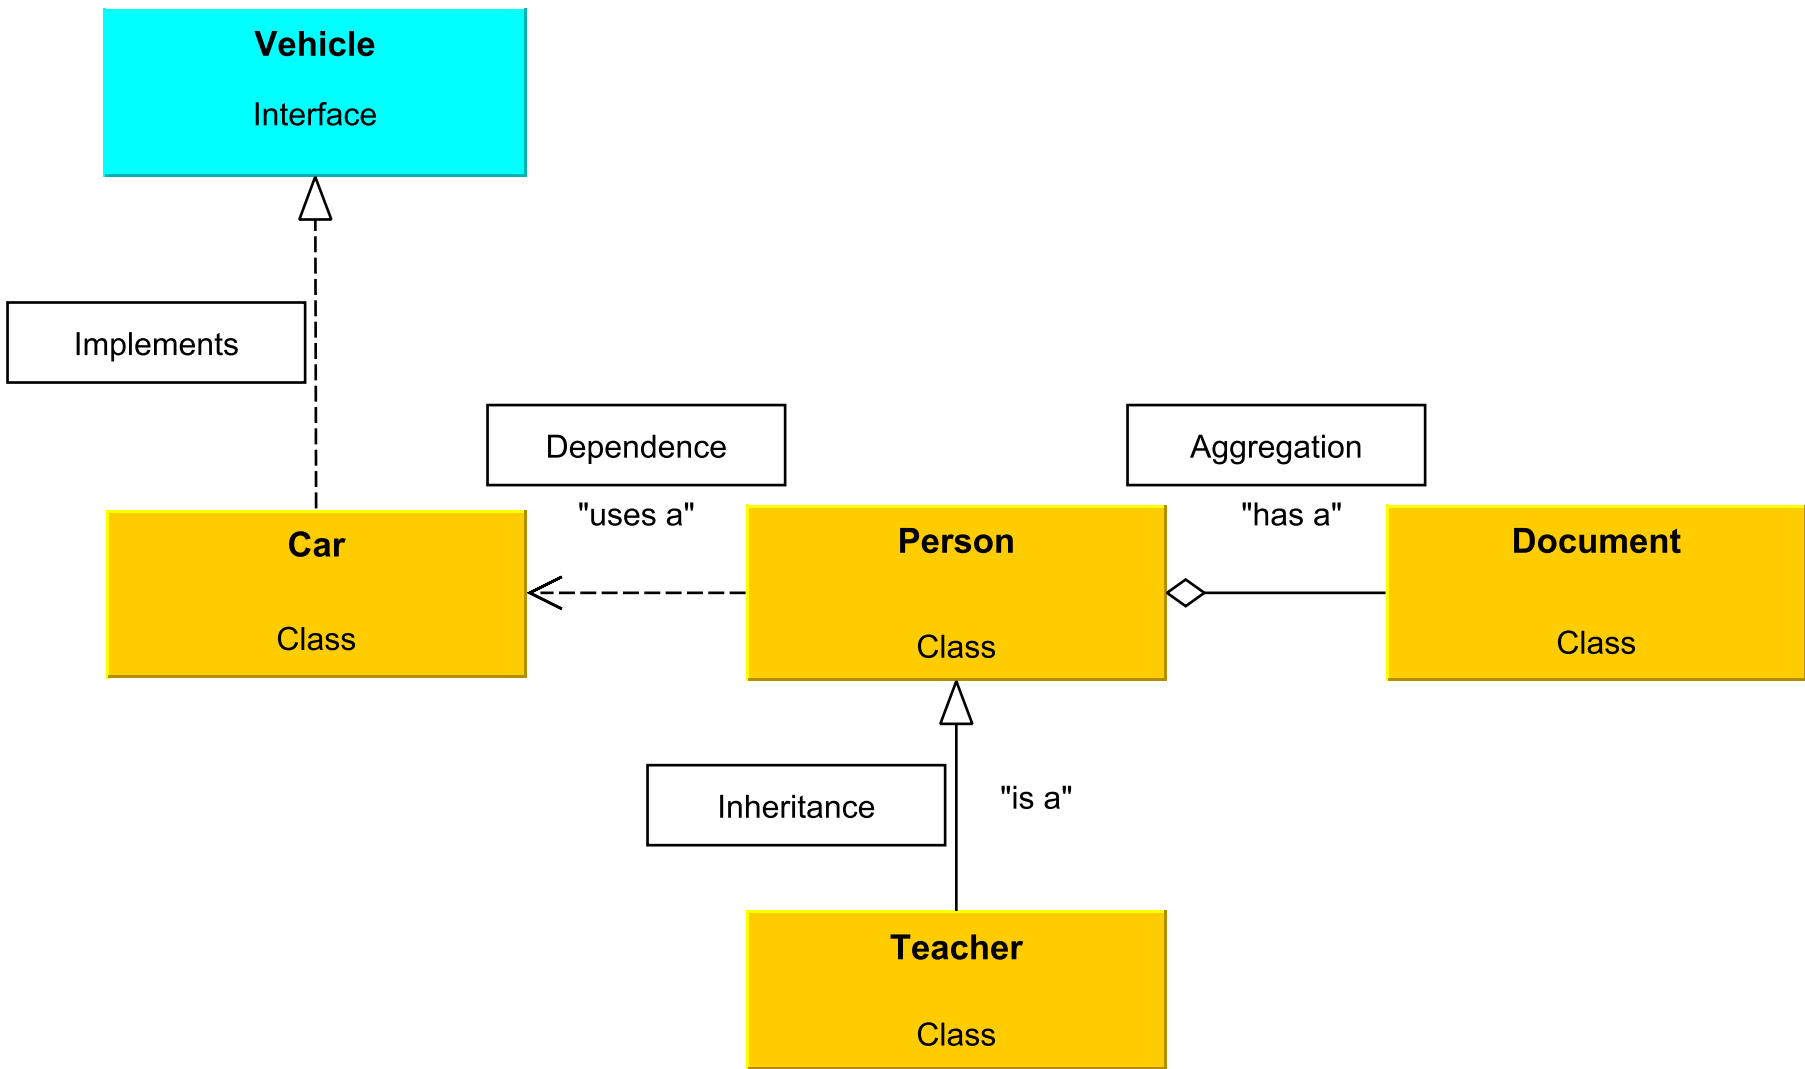 Vehicle
Interface
Implements
Dependence
Aggregation
"uses a"
"has a"
Car
Person
Document
Class
Class
Class
Inheritance
"is a"
Teacher
Class